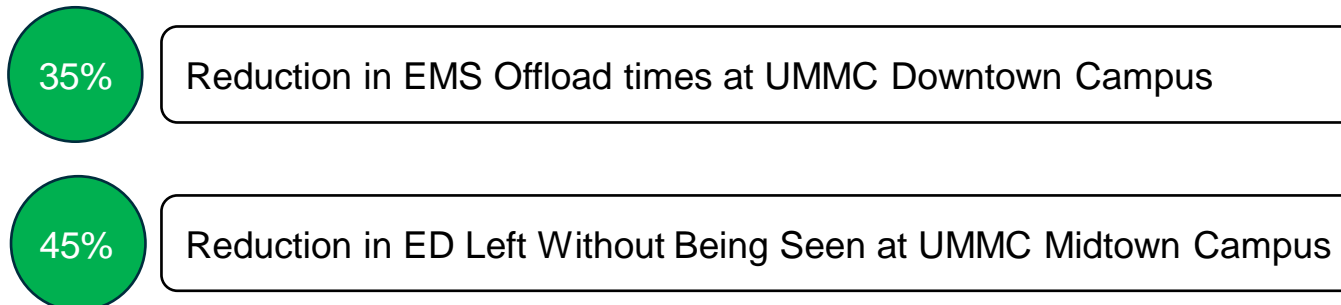 35%
Reduction in EMS Offload times at UMMC Downtown Campus
45%
Reduction in ED Left Without Being Seen at UMMC Midtown Campus